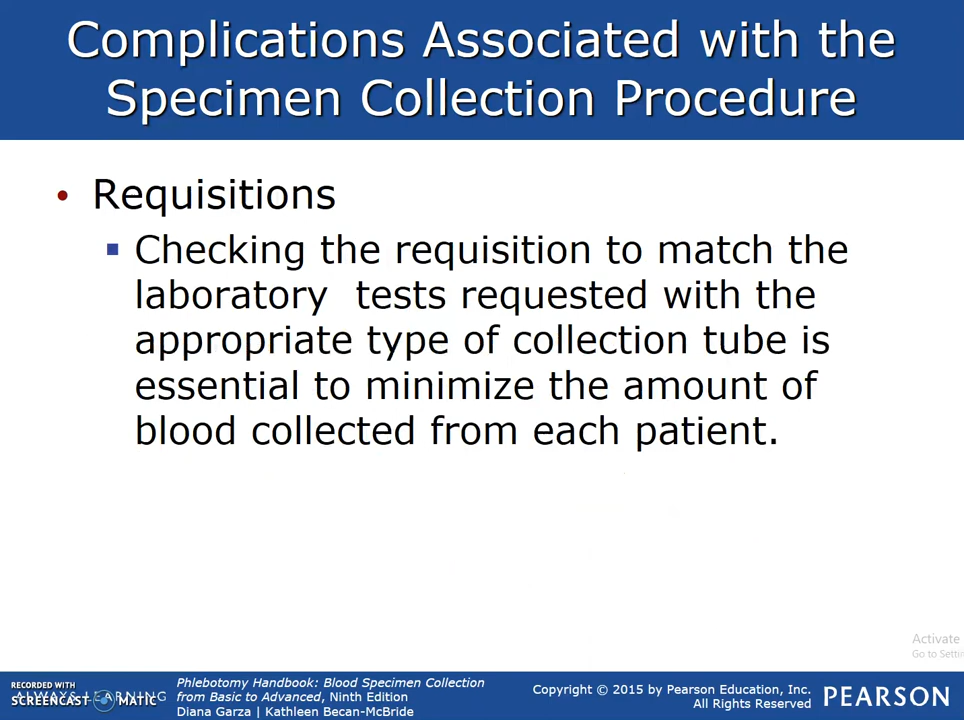 Complications Associated with the
Specimen Collection Procedure
• Requisitions
▪ Checking the requisition to match the
laboratory  tests requested with the
appropriate type of collection tube is
essential to minimize the amount of
blood collected from each patient.
Activate
Go to Settin
RECORDED WITH
SCREENCAST MATIC
ALWAYS LEARNING
Phlebotomy Handbook: Blood Specimen Collection
from Basic to Advanced, Ninth Edition
Diana Garza | Kathleen Becan-McBride
Copyright © 2015 by Pearson Education, Inc.
All Rights Reserved
PEARSON